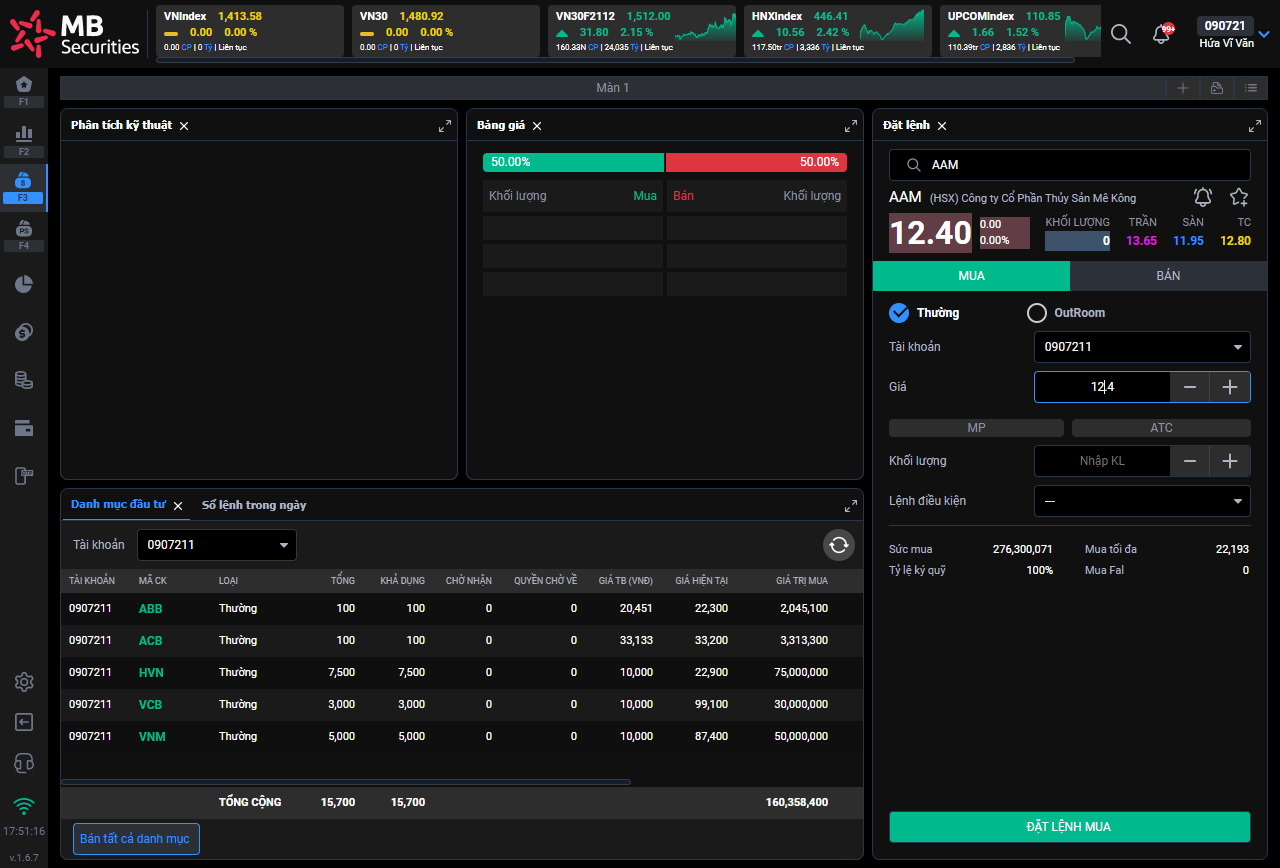 MB
Securities
VNIndex 1,413.58
0.00 0.00 %
0.00 CP | 0 Tỷ | Liên tục
VN30 1,480.92
0.00 0.00 %
0.00 CP | 0 Tỷ | Liên tục
VN30F2112 1,512.00
31.80 2.15 %
160.33N CP | 24,035 Tỷ | Liên tục
HNXIndex 446.41
10.56 2.42 %
117.50tr CP | 3,336 Tỷ | Liên tục
UPCOMIndex 110.85
1.66 1.52 %
110.39tr CP | 2,836 Tỷ | Liên tục
99+
090721
Hứa Vĩ Văn
F1
F2
F3
F4
17:51:16
v.1.6.7
Màn 1
Phân tích kỹ thuật
Bảng giá
50.00% 50.00%
Khối lượng Mua Bán Khối lượng
Đặt lệnh
AAM
AAM (HSX) Công ty Cổ Phần Thủy Sản Mê Kông
12.40 0.00 0.00%
KHỐI LƯỢNG TRẦN SÀN TC
0 13.65 11.95 12.80
MUA BÁN
Thường OutRoom
Tài khoản 0907211
Giá 12.4
MP ATC
Khối lượng Nhập KL
Lệnh điều kiện ---
Sức mua 276,300,071 Mua tối đa 22,193
Tỷ lệ ký quỹ 100% Mua Fal 0
ĐẶT LỆNH MUA
Danh mục đầu tư Sổ lệnh trong ngày
Tài khoản 0907211
TÀI KHOẢN MÃ CK LOẠI TỔNG KHẢ DỤNG CHỜ NHẬN QUYỀN CHỜ VỀ GIÁ TB (VNĐ) GIÁ HIỆN TẠI GIÁ TRỊ MUA
0907211 ABB Thường 100 100 0 0 20,451 22,300 2,045,100
0907211 ACB Thường 100 100 0 0 33,133 33,200 3,313,300
0907211 HVN Thường 7,500 7,500 0 0 10,000 22,900 75,000,000
0907211 VCB Thường 3,000 3,000 0 0 10,000 99,100 30,000,000
0907211 VNM Thường 5,000 5,000 0 0 10,000 87,400 50,000,000
TỔNG CỘNG 15,700 15,700 160,358,400
Bán tất cả danh mục